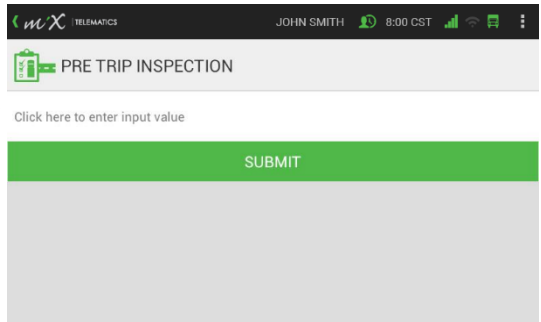 miX TELEMATICS JOHN SMITH 8:00 CST
PRE TRIP INSPECTION
Click here to enter input value
SUBMIT